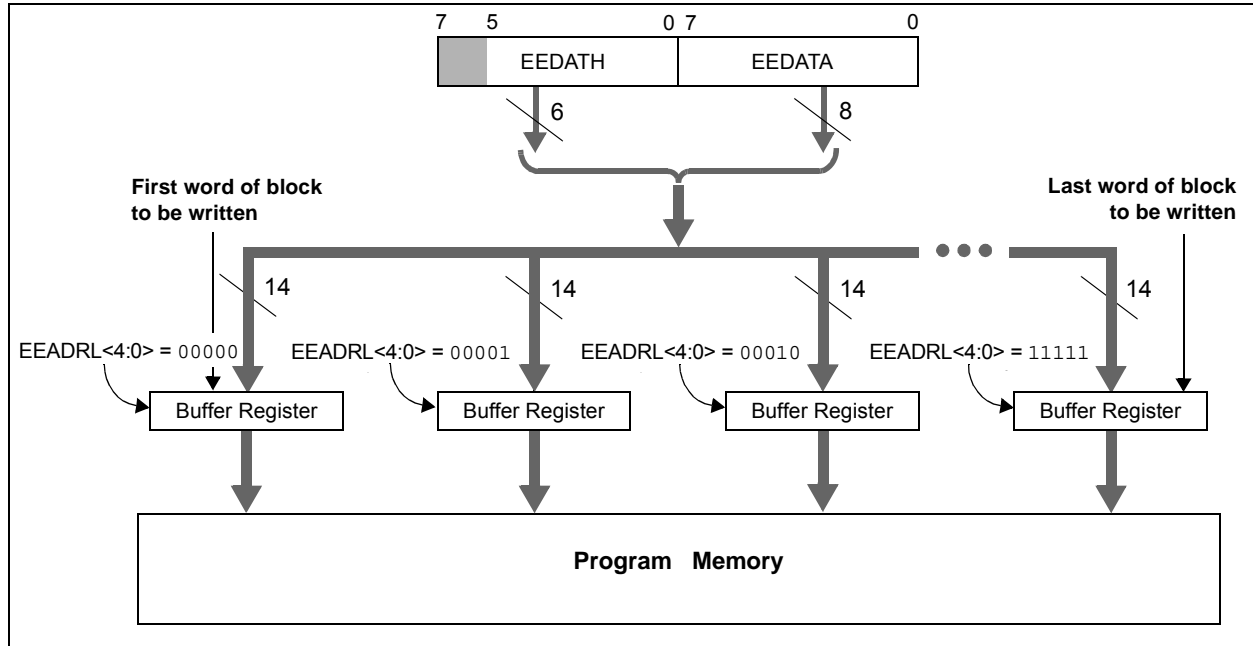 7 5 0 7 0
EEDATH EEDATA
6 8
First word of block
to be written
Last word of block
to be written
14 14 14 14
EEADRL<4:0> = 00000 EEADRL<4:0> = 00001 EEADRL<4:0> = 00010 EEADRL<4:0> = 11111
Buffer Register Buffer Register Buffer Register Buffer Register
Program Memory